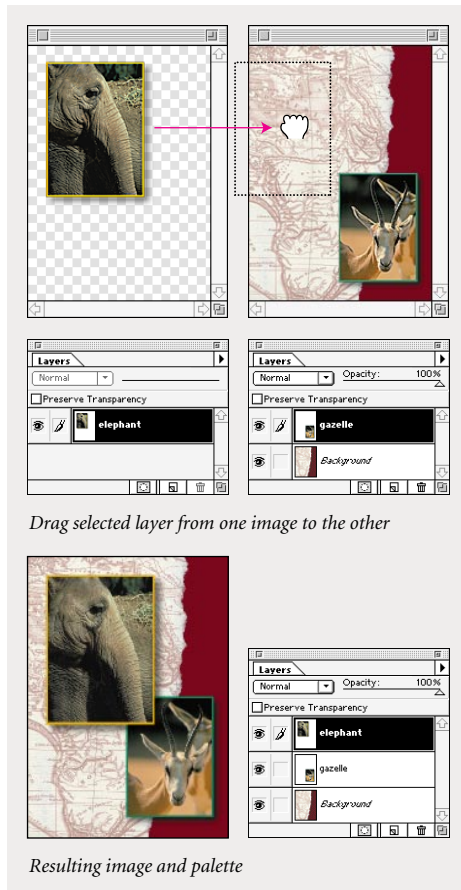 Layers
Normal
Preserve Transparency
elephant
Layers
Normal Opacity: 100%
Preserve Transparency
gazelle
Background
Drag selected layer from one image to the other
Layers
Normal Opacity: 100%
Preserve Transparency
elephant
gazelle
Background
Resulting image and palette